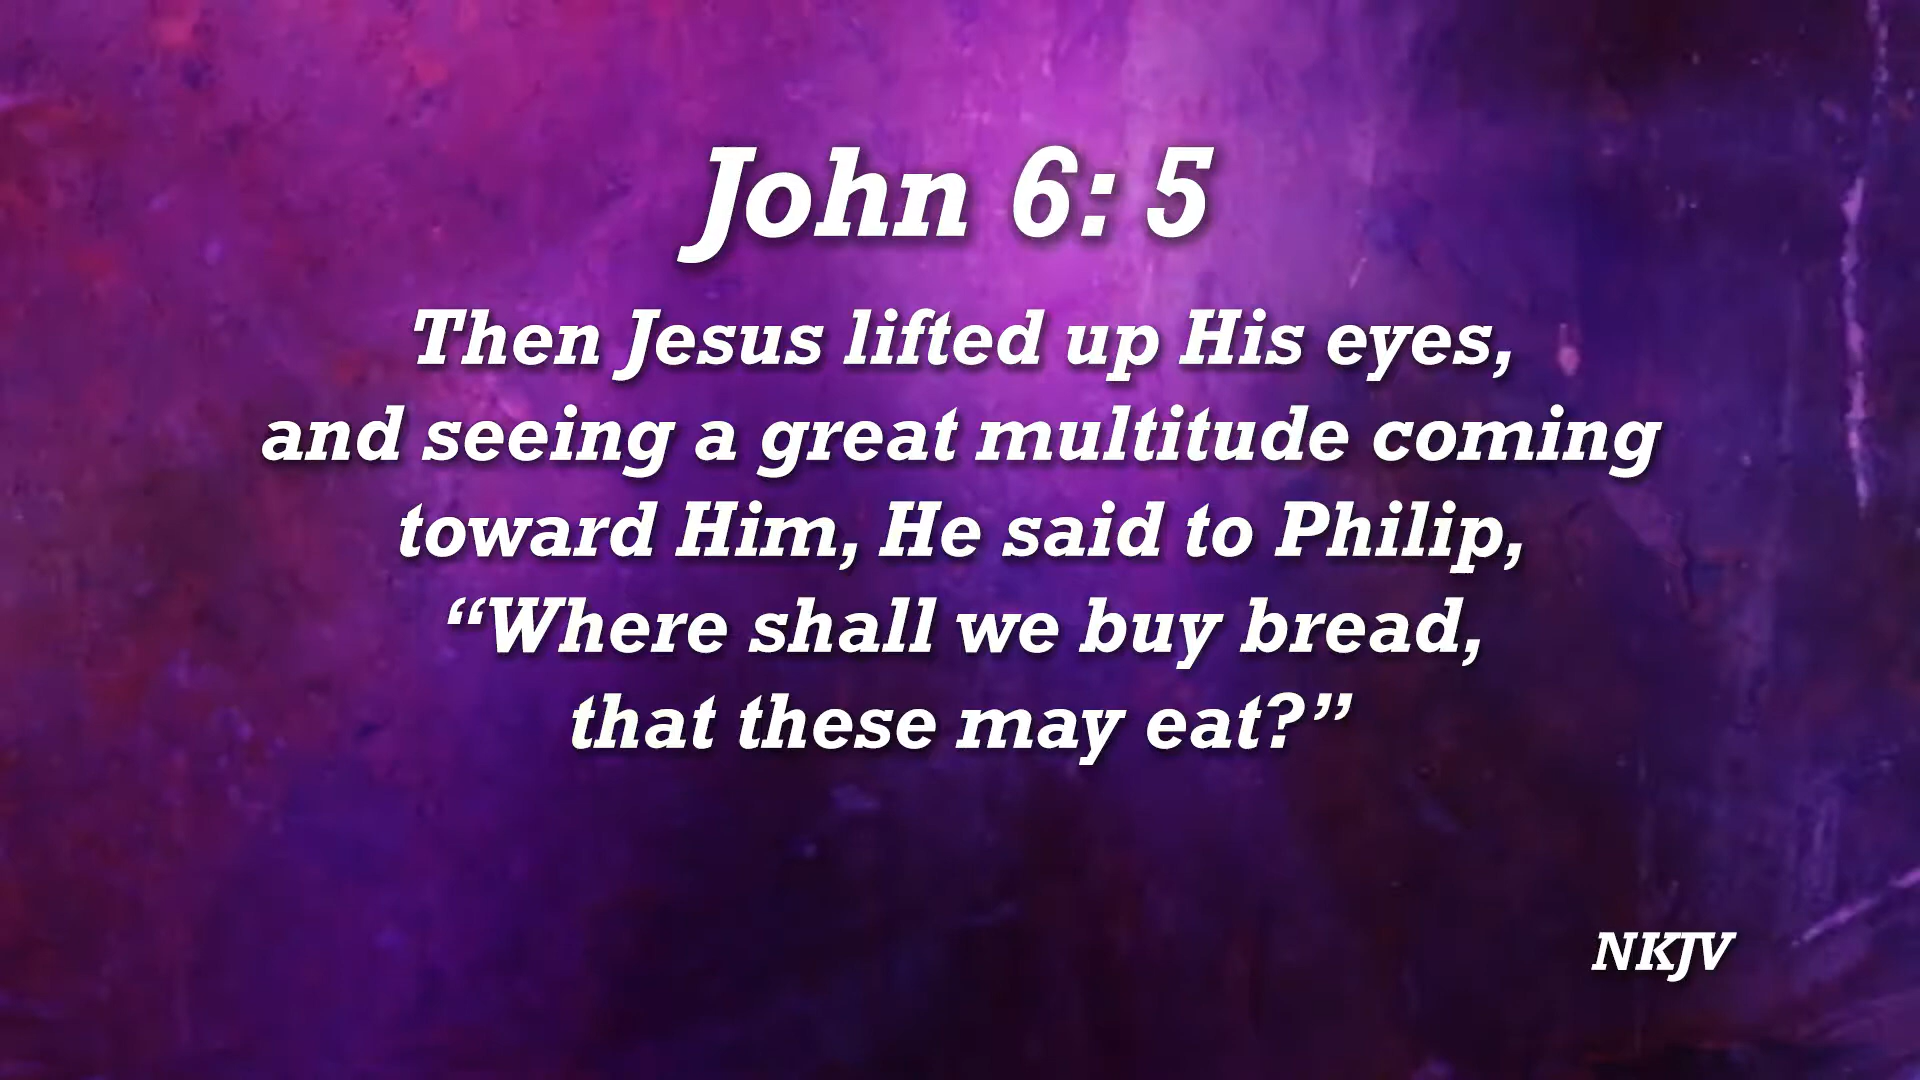 John 6: 5
Then Jesus lifted up His eyes,
and seeing a great multitude coming
toward Him, He said to Philip,
“Where shall we buy bread,
that these may eat?”
NKJV